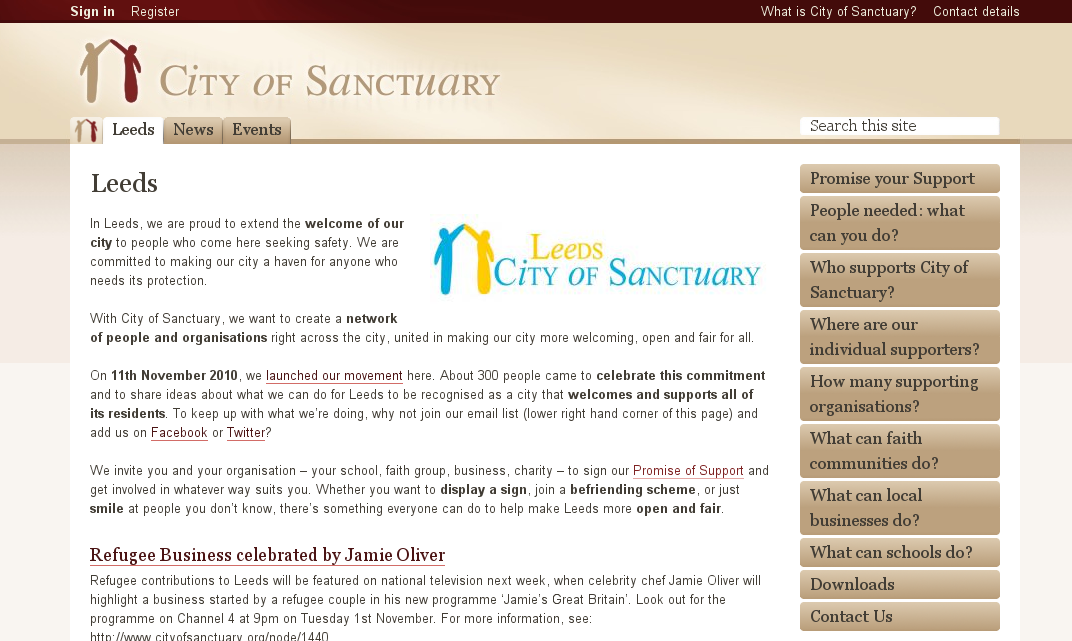 Sign in Register What is City of Sanctuary? Contact details
City of Sanctuary
Leeds News Events Search this site
Leeds
In Leeds, we are proud to extend the welcome of our
city to people who come here seeking safety. We are
committed to making our city a haven for anyone who
needs its protection.
Leeds
City of Sanctuary
With City of Sanctuary, we want to create a network
of people and organisations right across the city, united in making our city more welcoming, open and fair for all.
On 11th November 2010, we launched our movement here. About 300 people came to celebrate this commitment
and to share ideas about what we can do for Leeds to be recognised as a city that welcomes and supports all of
its residents. To keep up with what we're doing, why not join our email list (lower right hand corner of this page) and
add us on Facebook or Twitter?
We invite you and your organisation – your school, faith group, business, charity – to sign our Promise of Support and
get involved in whatever way suits you. Whether you want to display a sign, join a befriending scheme, or just
smile at people you don't know, there's something everyone can do to help make Leeds more open and fair.
Refugee Business celebrated by Jamie Oliver
Refugee contributions to Leeds will be featured on national television next week, when celebrity chef Jamie Oliver will
highlight a business started by a refugee couple in his new programme 'Jamie's Great Britain'. Look out for the
programme on Channel 4 at 9pm on Tuesday 1st November. For more information, see:
http://www.cityofsanctuary.org/node/1440
Promise your Support
People needed: what
can you do?
Who supports City of
Sanctuary?
Where are our
individual supporters?
How many supporting
organisations?
What can faith
communities do?
What can local
businesses do?
What can schools do?
Downloads
Contact Us